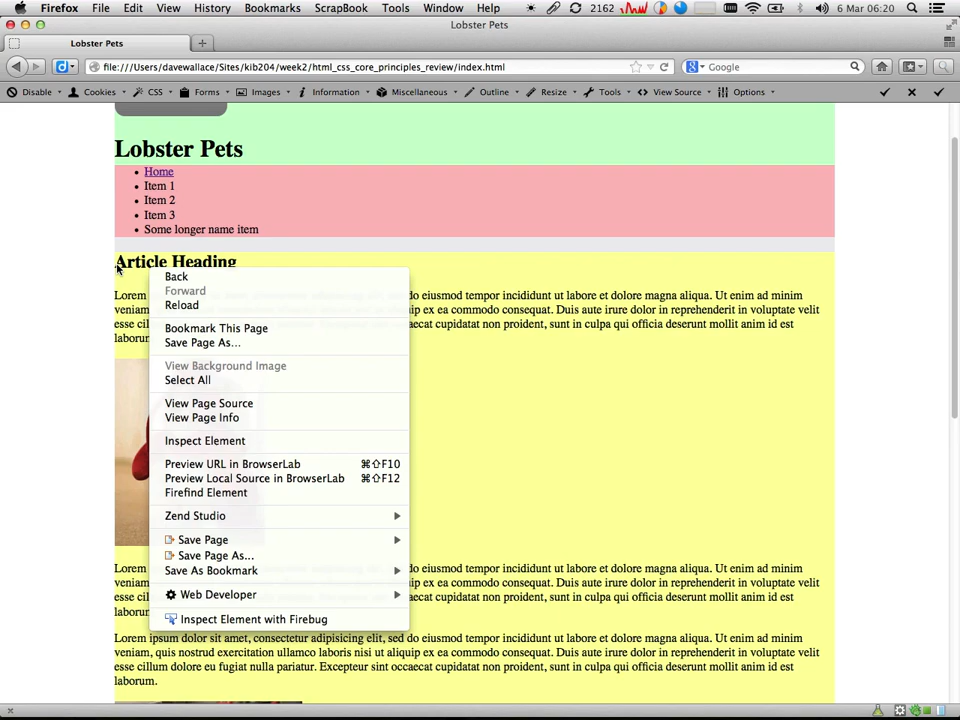 Firefox File Edit View History Bookmarks ScrapBook Tools Window Help 2162 6 Mar 06:20
Lobster Pets
Lobster Pets
file:///Users/davewallace/Sites/kib204/week2/html_css_core_principles_review/index.html Google
Disable Cookies CSS Forms Images Information Miscellaneous Outline Resize Tools View Source Options
Lobster Pets
Home
Item 1
Item 2
Item 3
Some longer name item
Article Heading
Lorem do eiusmod tempor incididunt ut labore et dolore magna aliqua. Ut enim ad minim
veniam ip ex ea commodo consequat. Duis aute irure dolor in reprehenderit in voluptate velit
esse cill occaecat cupidatat non proident, sunt in culpa qui officia deserunt mollit anim id est
laborum
Back
Forward
Reload
Bookmark This Page
Save Page As...
View Background Image
Select All
View Page Source
View Page Info
Inspect Element
Preview URL in BrowserLab ⌘⇧F10
Preview Local Source in BrowserLab ⌘⇧F12
Firefind Element
Zend Studio
Save Page
Save Page As...
Save As Bookmark
Web Developer
Inspect Element with Firebug
Lorem do eiusmod tempor incididunt ut labore et dolore magna aliqua. Ut enim ad minim
veniam ip ex ea commodo consequat. Duis aute irure dolor in reprehenderit in voluptate velit
esse cill occaecat cupidatat non proident, sunt in culpa qui officia deserunt mollit anim id est
laborum
Lorem ipsum dolor sit amet, consectetur adipisicing elit, sed do eiusmod tempor incididunt ut labore et dolore magna aliqua. Ut enim ad minim
veniam, quis nostrud exercitation ullamco laboris nisi ut aliquip ex ea commodo consequat. Duis aute irure dolor in reprehenderit in voluptate velit
esse cillum dolore eu fugiat nulla pariatur. Excepteur sint occaecat cupidatat non proident, sunt in culpa qui officia deserunt mollit anim id est
laborum.